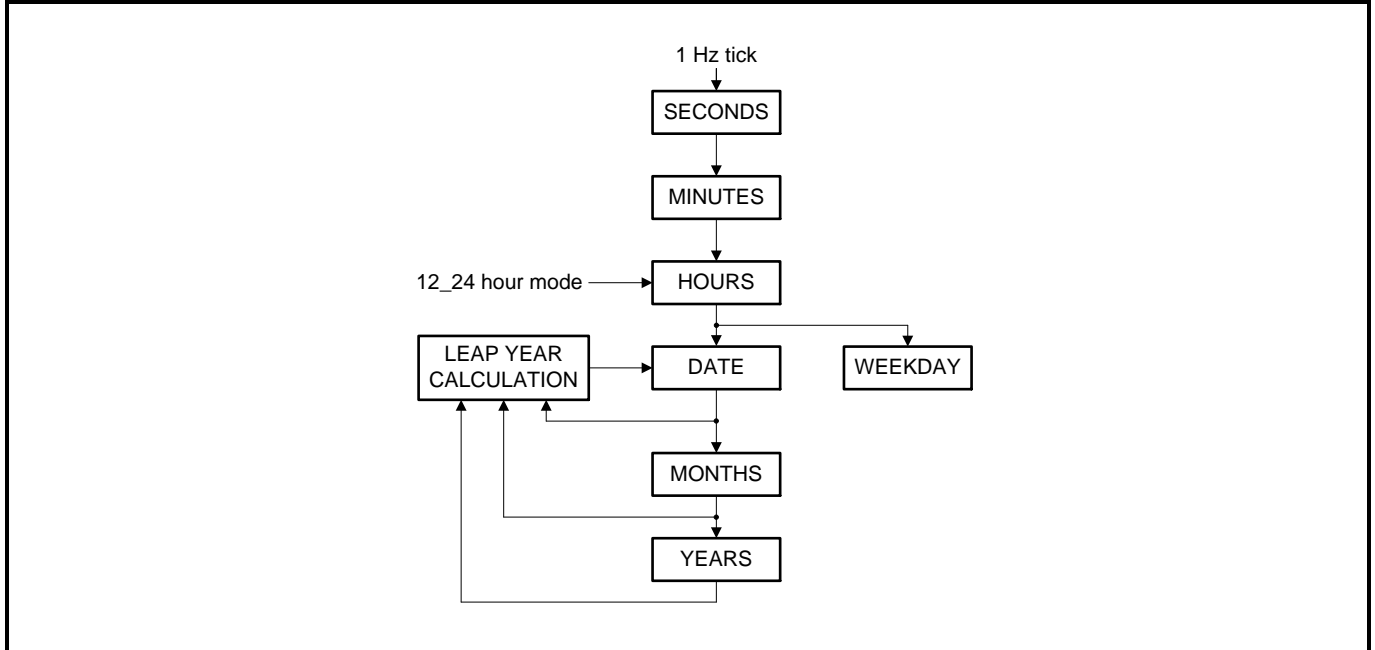 1 Hz tick
SECONDS
MINUTES
12_24 hour mode
HOURS
LEAP YEAR
CALCULATION
DATE
WEEKDAY
MONTHS
YEARS